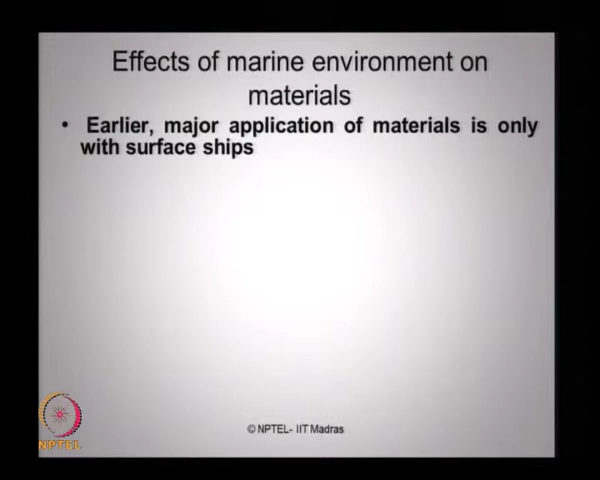 Effects of marine environment on
materials
• Earlier, major application of materials is only
with surface ships
NPTEL
© NPTEL- IIT Madras